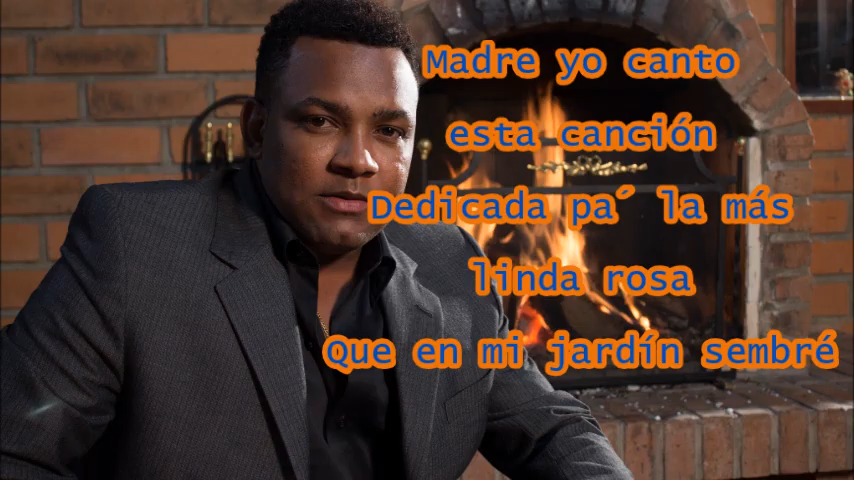 Madre yo canto
esta canción
Dedicada pa´ la más
linda rosa
Que en mi jardín sembré